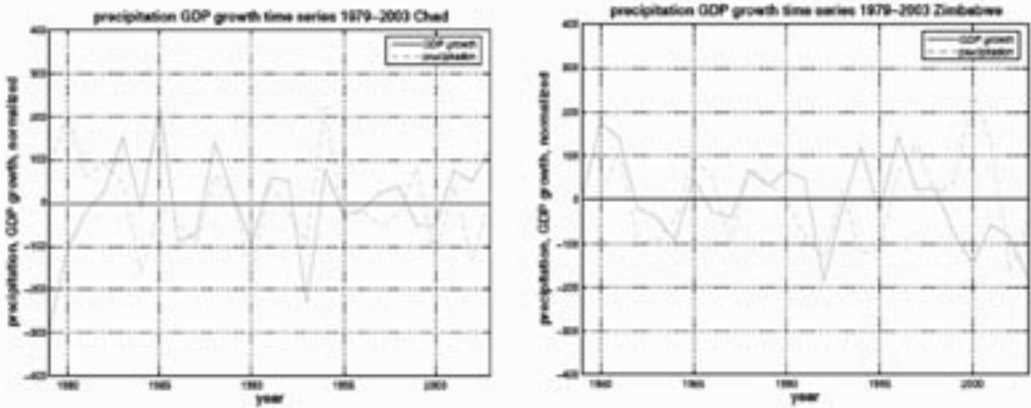 precipitation GDP growth time series 1979–2003 Chad
precipitation, GDP growth, normalized
400
300
200
100
0
−100
−200
−300
−400
GDP growth
precipitation
1980
1985
1990
1995
2000
year
precipitation GDP growth time series 1979–2003 Zimbabwe
precipitation, GDP growth, normalized
400
300
200
100
0
−100
−200
−300
−400
GDP growth
precipitation
1980
1985
1990
1995
2000
year